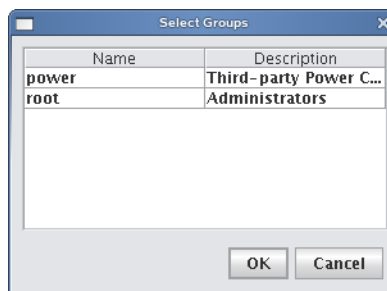 Select Groups
Name Description
power Third-party Power C...
root Administrators
OK Cancel